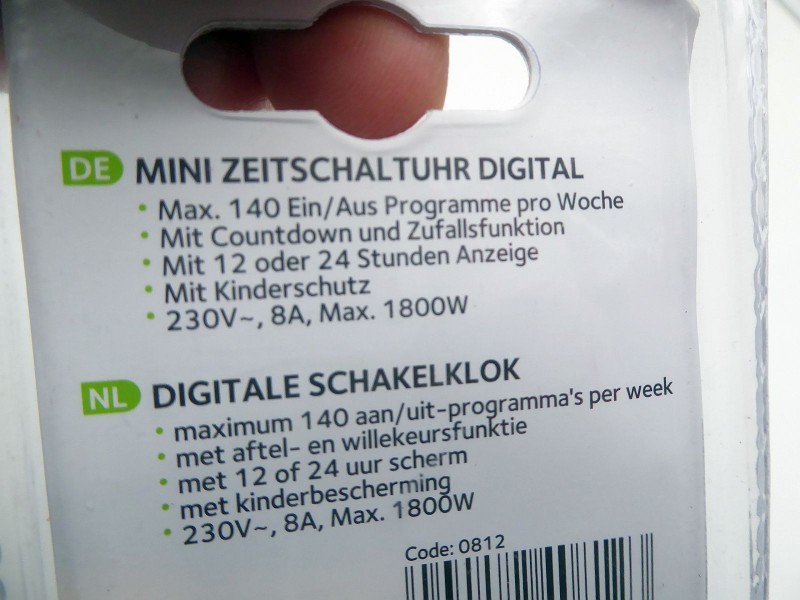 DE MINI ZEITSCHALTUHR DIGITAL
• Max. 140 Ein/Aus Programme pro Woche
• Mit Countdown und Zufallsfunktion
• Mit 12 oder 24 Stunden Anzeige
• Mit Kinderschutz
• 230V~, 8A, Max. 1800W
NL DIGITALE SCHAKELKLOK
• maximum 140 aan/uit-programma's per week
• met aftel- en willekeursfunktie
• met 12 of 24 uur scherm
• met kinderbescherming
• 230V~, 8A, Max. 1800W
Code: 0812